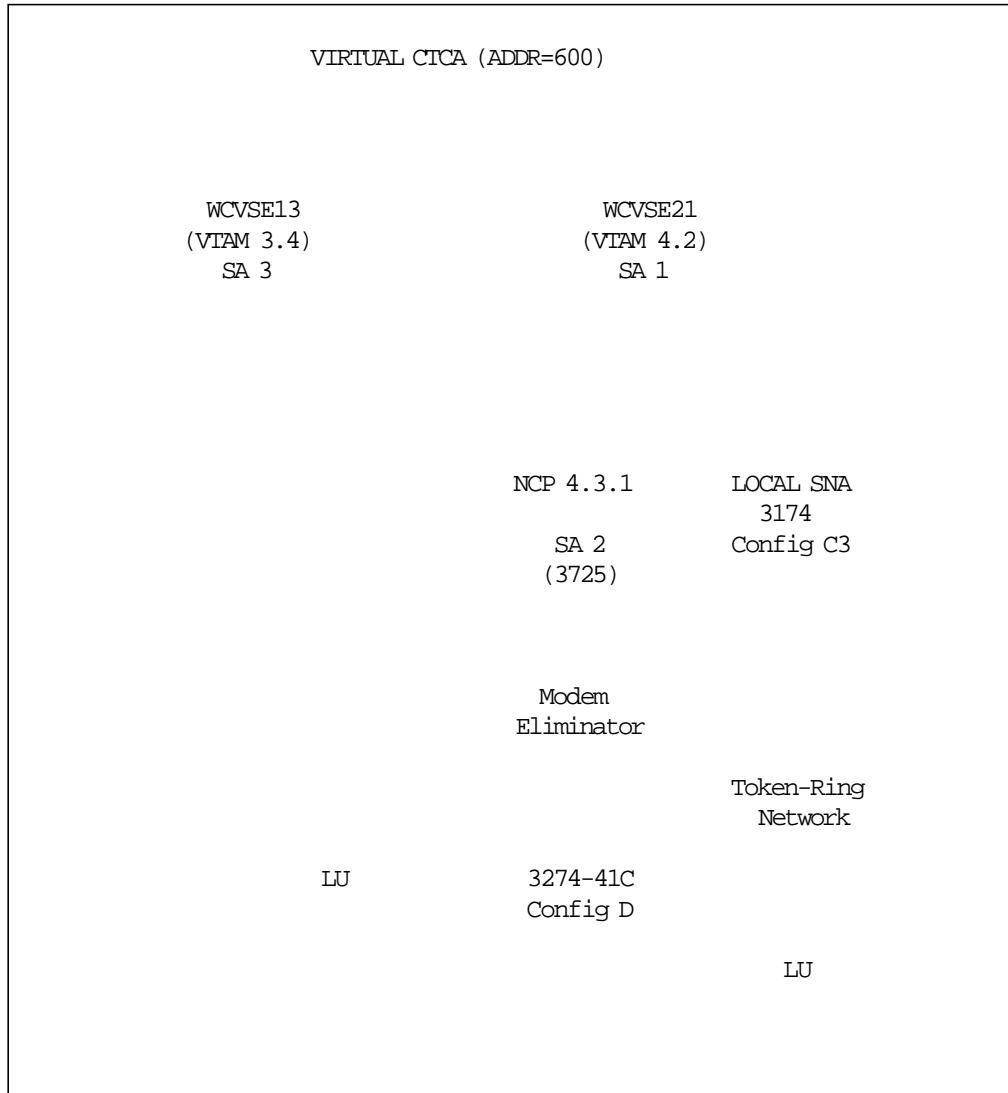 VIRTUAL CTCA (ADDR=600)
WCVSE13 WCVSE21
(VTAM 3.4) (VTAM 4.2)
SA 3 SA 1
NCP 4.3.1 LOCAL SNA
3174
SA 2 Config C3
(3725)
Modem
Eliminator
Token-Ring
Network
LU 3274-41C
Config D
LU